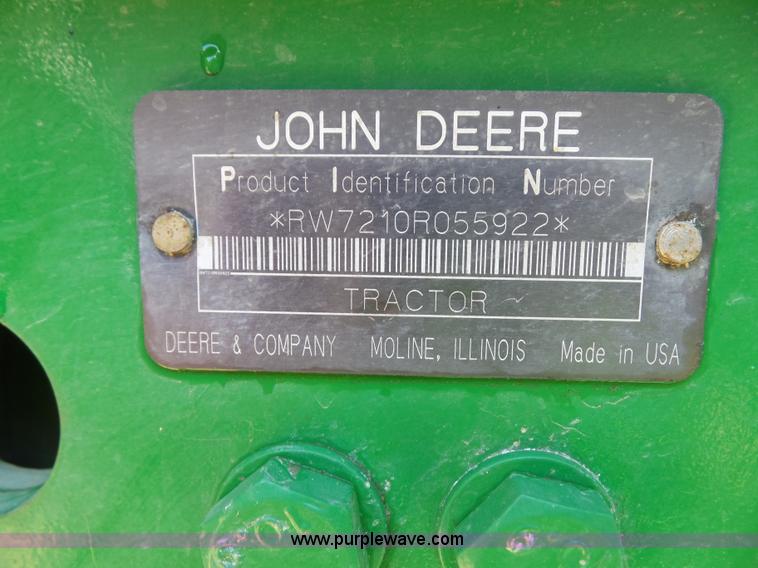 JOHN DEERE
Product Identification Number
*RW7210R055922*
TRACTOR
DEERE & COMPANY MOLINE, ILLINOIS Made in USA
www.purplewave.com